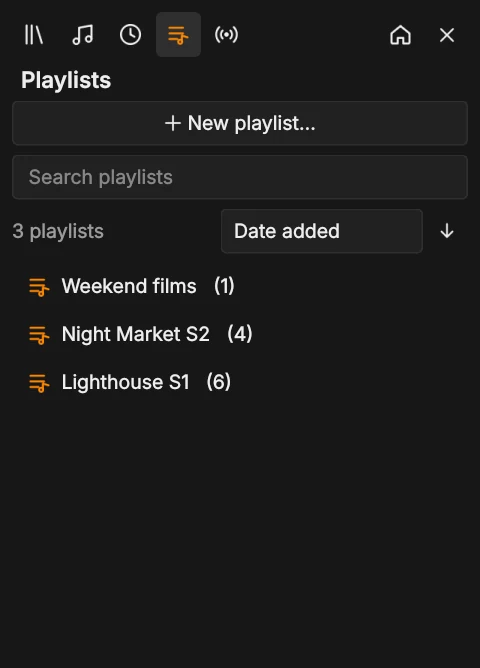 Playlists
+ New playlist...
Search playlists
3 playlists Date added
Weekend films (1)
Night Market S2 (4)
Lighthouse S1 (6)